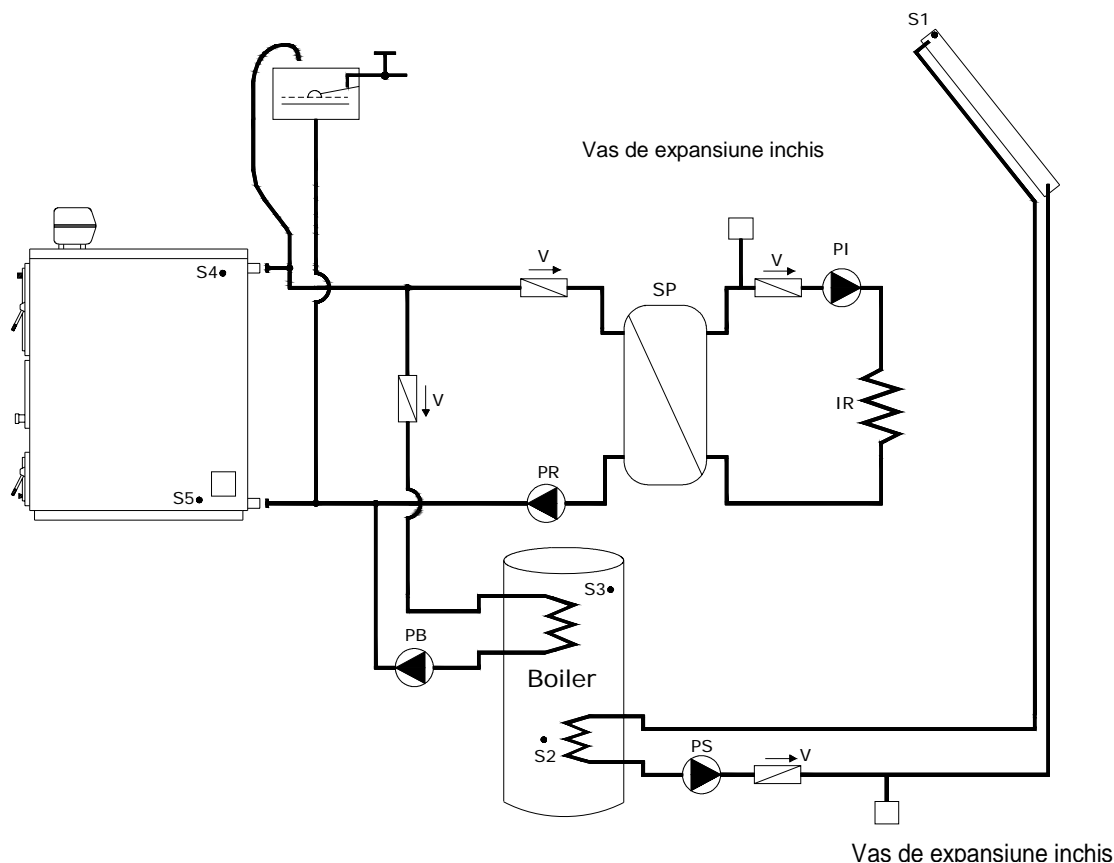 S1
Vas de expansiune inchis
S4
V
SP
V
PI
V
IR
S5
PR
S3
PB
Boiler
S2
PS
V
Vas de expansiune inchis